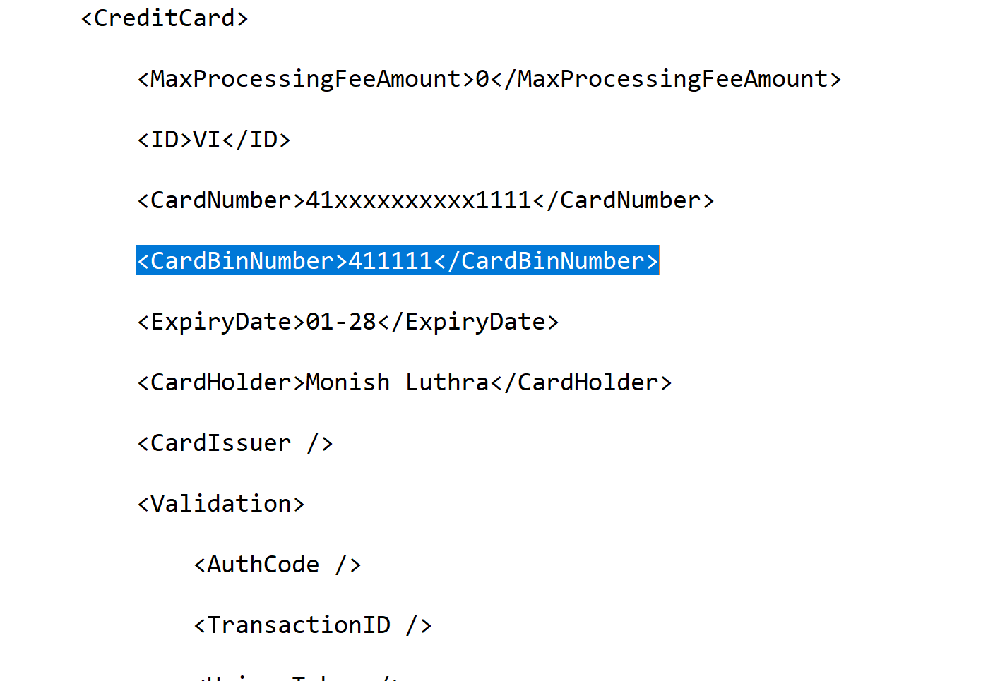 <CreditCard>
<MaxProcessingFeeAmount>0</MaxProcessingFeeAmount>
<ID>VI</ID>
<CardNumber>41xxxxxxxxxx1111</CardNumber>
<CardBinNumber>411111</CardBinNumber>
<ExpiryDate>01-28</ExpiryDate>
<CardHolder>Monish Luthra</CardHolder>
<CardIssuer />
<Validation>
<AuthCode />
<TransactionID />